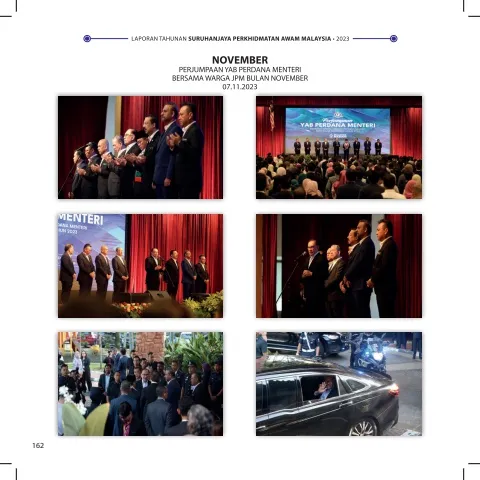 LAPORAN TAHUNAN SURUHANJAYA PERKHIDMATAN AWAM MALAYSIA • 2023
NOVEMBER
PERJUMPAAN YAB PERDANA MENTERI
BERSAMA WARGA JPM BULAN NOVEMBER
07.11.2023
Perjumpaan
YAB PERDANA MENTERI
MENTERI
162